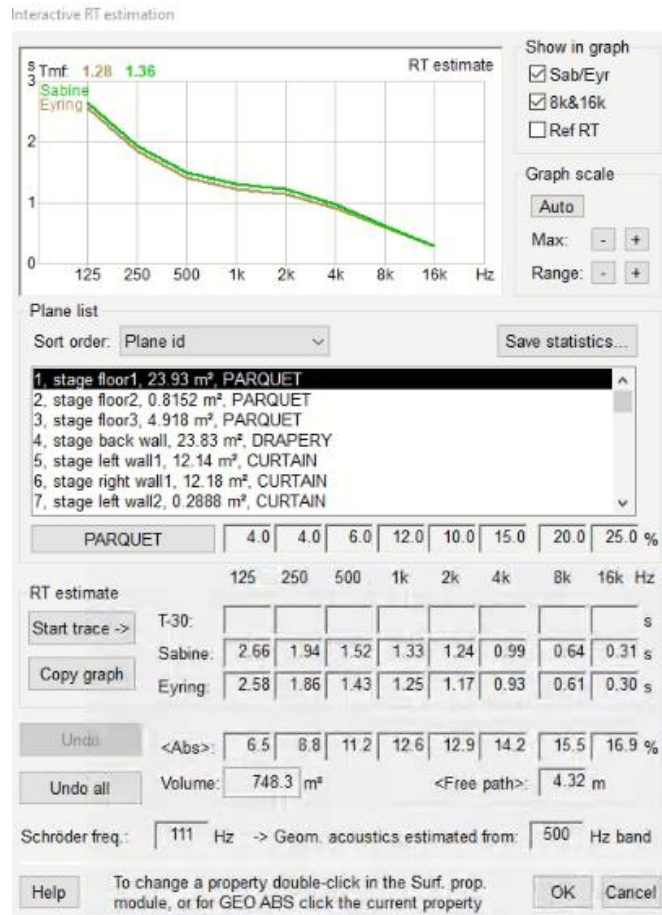 Interactive RT estimation
Show in graph
Sab/Eyr
8k&16k
Ref RT
Graph scale
Auto
Max: - +
Range: - +
s Tmf: 1.28 1.36 RT estimate
3
Sabine
Eyring
2
1
0
125 250 500 1k 2k 4k 8k 16k Hz
Plane list
Sort order: Plane id
Save statistics...
1, stage floor1, 23.93 m², PARQUET
2, stage floor2, 0.8152 m², PARQUET
3, stage floor3, 4.918 m², PARQUET
4, stage back wall, 23.83 m², DRAPERY
5, stage left wall1, 12.14 m², CURTAIN
6, stage right wall1, 12.18 m², CURTAIN
7, stage left wall2, 0.2888 m², CURTAIN
PARQUET 4.0 4.0 6.0 12.0 10.0 15.0 20.0 25.0 %
125 250 500 1k 2k 4k 8k 16k Hz
RT estimate
Start trace -> T-30: s
Sabine: 2.66 1.94 1.52 1.33 1.24 0.99 0.64 0.31 s
Copy graph
Eyring: 2.58 1.86 1.43 1.25 1.17 0.93 0.61 0.30 s
Undo <Abs>: 6.5 8.8 11.2 12.6 12.9 14.2 15.5 16.9 %
Undo all Volume: 748.3 m³ <Free path>: 4.32 m
Schröder freq.: 111 Hz -> Geom. acoustics estimated from: 500 Hz band
Help
To change a property double-click in the Surf. prop.
module, or for GEO ABS click the current property
OK Cancel